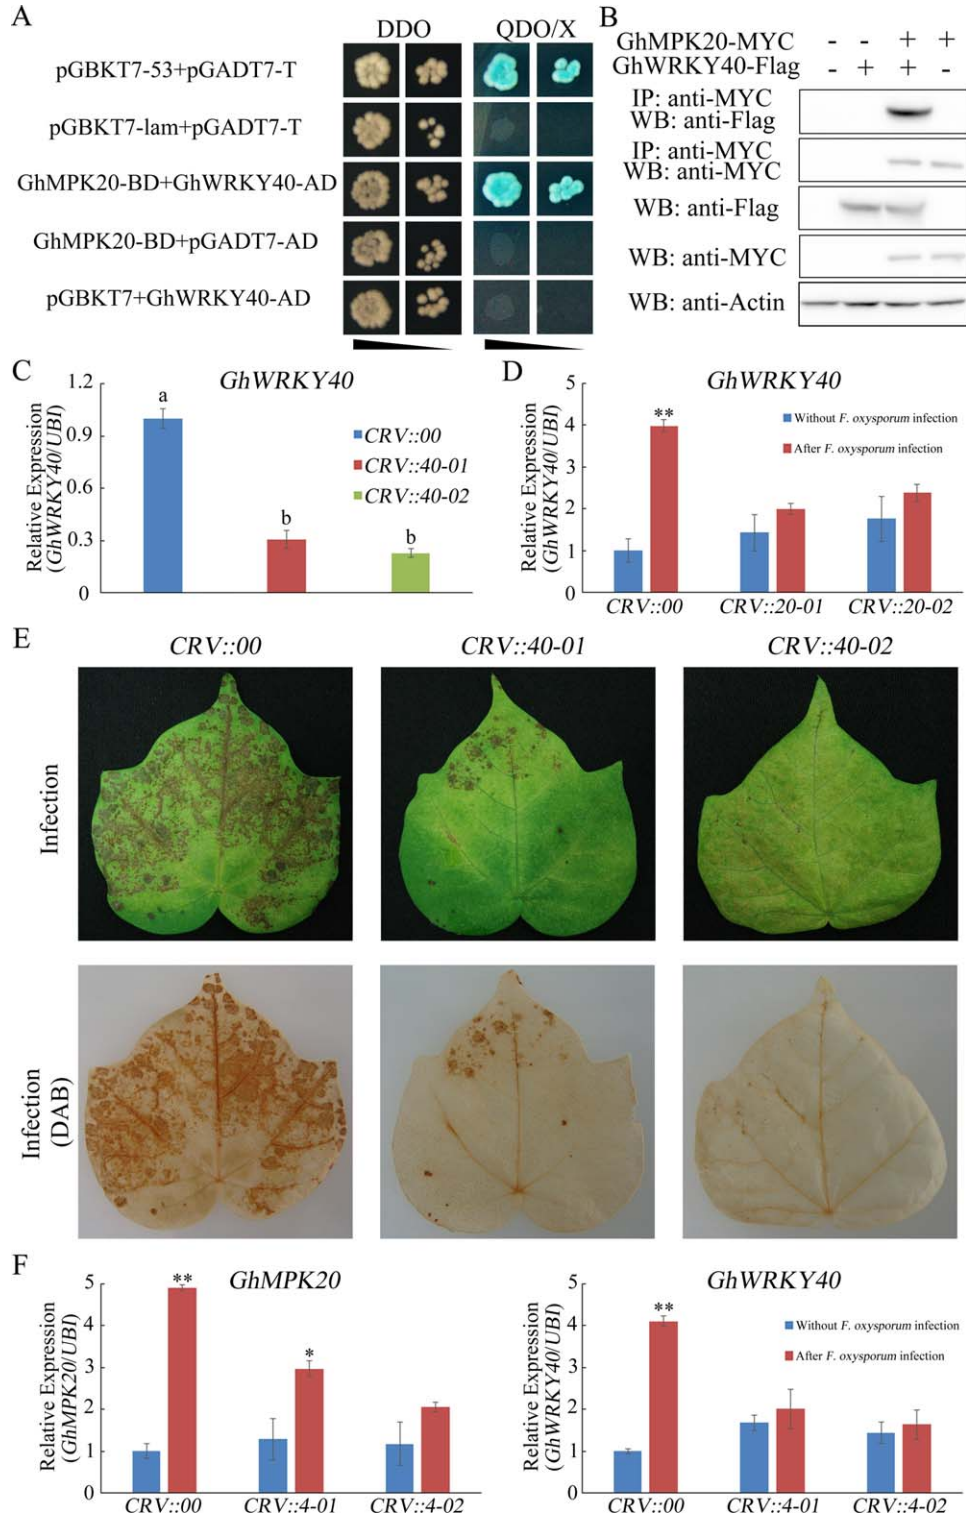 A
DDO QDO/X
pGBKT7-53+pGADT7-T
pGBKT7-lam+pGADT7-T
GhMPK20-BD+GhWRKY40-AD
GhMPK20-BD+pGADT7-AD
pGBKT7+GhWRKY40-AD
B
GhMPK20-MYC - - + +
GhWRKY40-Flag - + + -
IP: anti-MYC
WB: anti-Flag
IP: anti-MYC
WB: anti-MYC
WB: anti-Flag
WB: anti-MYC
WB: anti-Actin
C
GhWRKY40
Relative Expression
(GhWRKY40/UBI)
1.2
0.9
0.6
0.3
0
a
b
b
CRV::00
CRV::40-01
CRV::40-02
D
GhWRKY40
Relative Expression
(GhWRKY40/UBI)
5
4
3
2
1
0
**
Without F. oxysporum infection
After F. oxysporum infection
CRV::00 CRV::20-01 CRV::20-02
E
CRV::00 CRV::40-01 CRV::40-02
Infection
Infection
(DAB)
F
GhMPK20
Relative Expression
(GhMPK20/UBI)
5
4
3
2
1
0
**
*
CRV::00 CRV::4-01 CRV::4-02
GhWRKY40
Relative Expression
(GhWRKY40/UBI)
5
4
3
2
1
0
**
Without F. oxysporum infection
After F. oxysporum infection
CRV::00 CRV::4-01 CRV::4-02